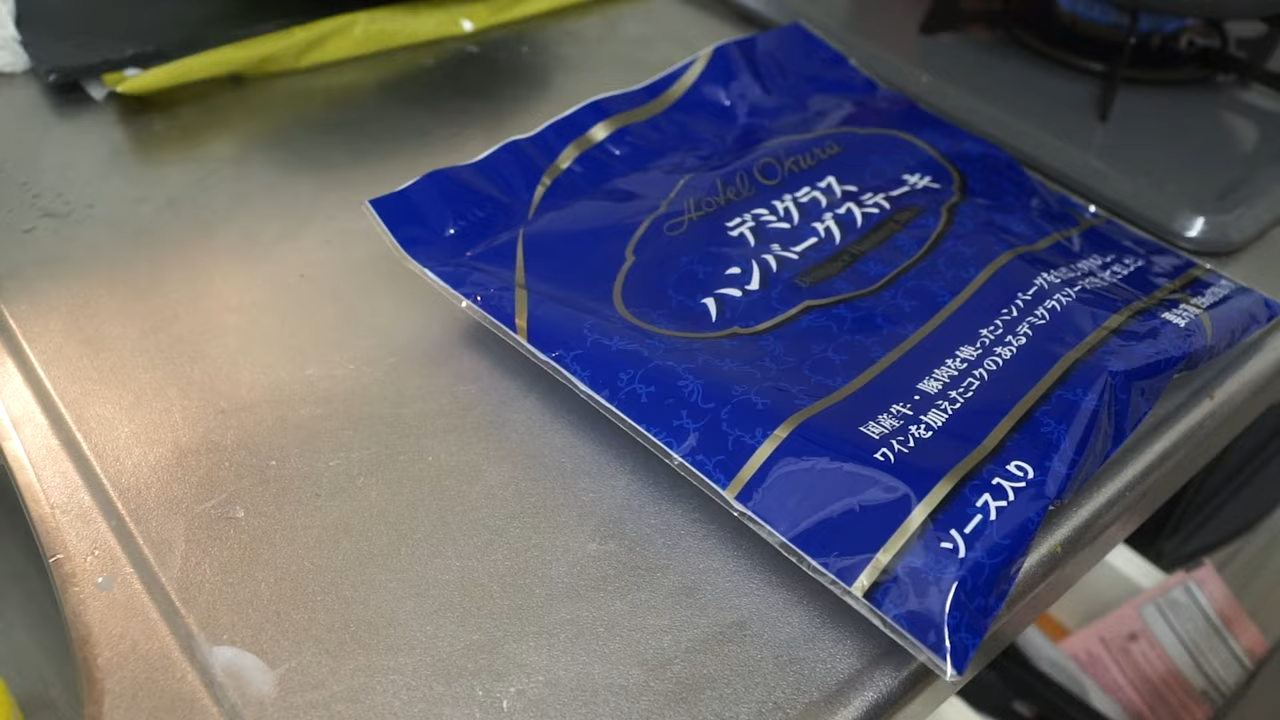 Hotel Okura
デミグラス
ハンバーグステーキ
国産牛・豚肉を使ったハンバーグを
ワインを加えたコクのあるデミグラスソースで
ソース入り